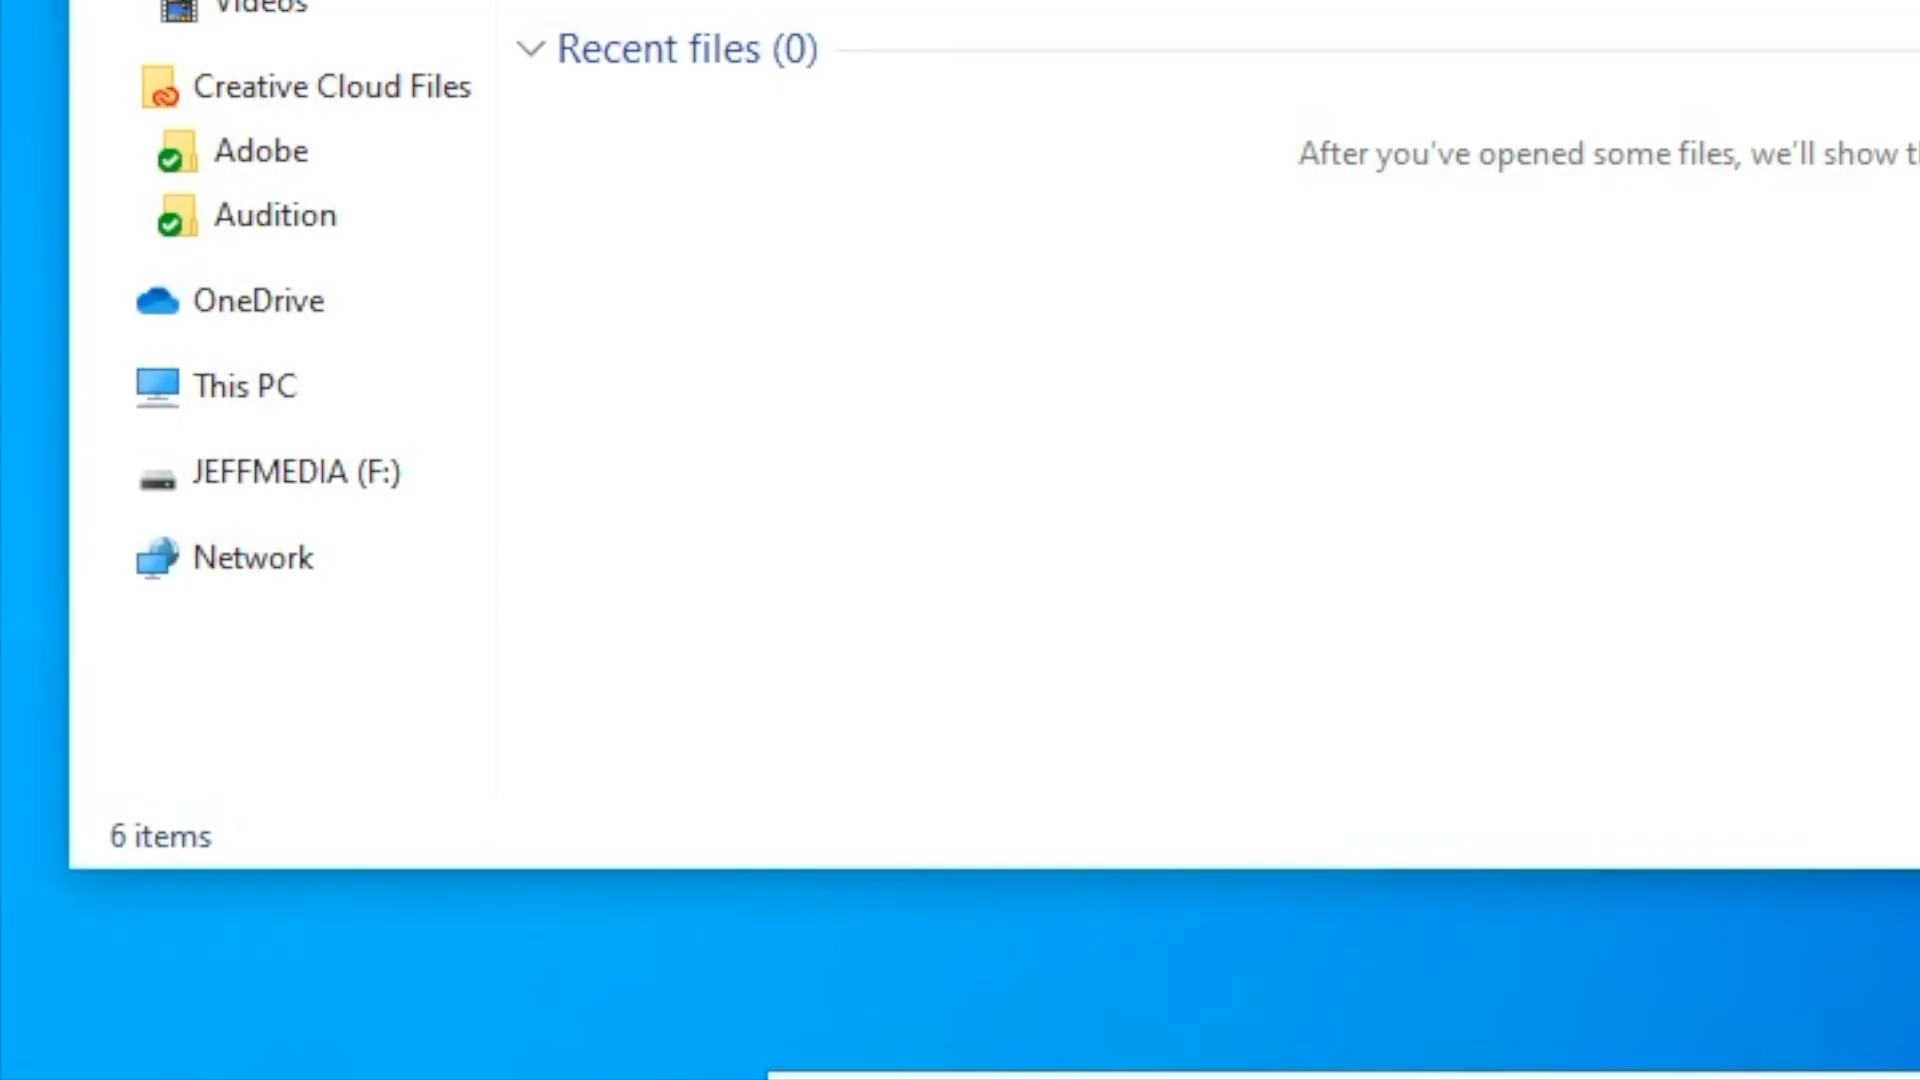 Videos
Recent files (0)
Creative Cloud Files
Adobe
After you've opened some files, we'll show
Audition
OneDrive
This PC
JEFFMEDIA (F:)
Network
6 items